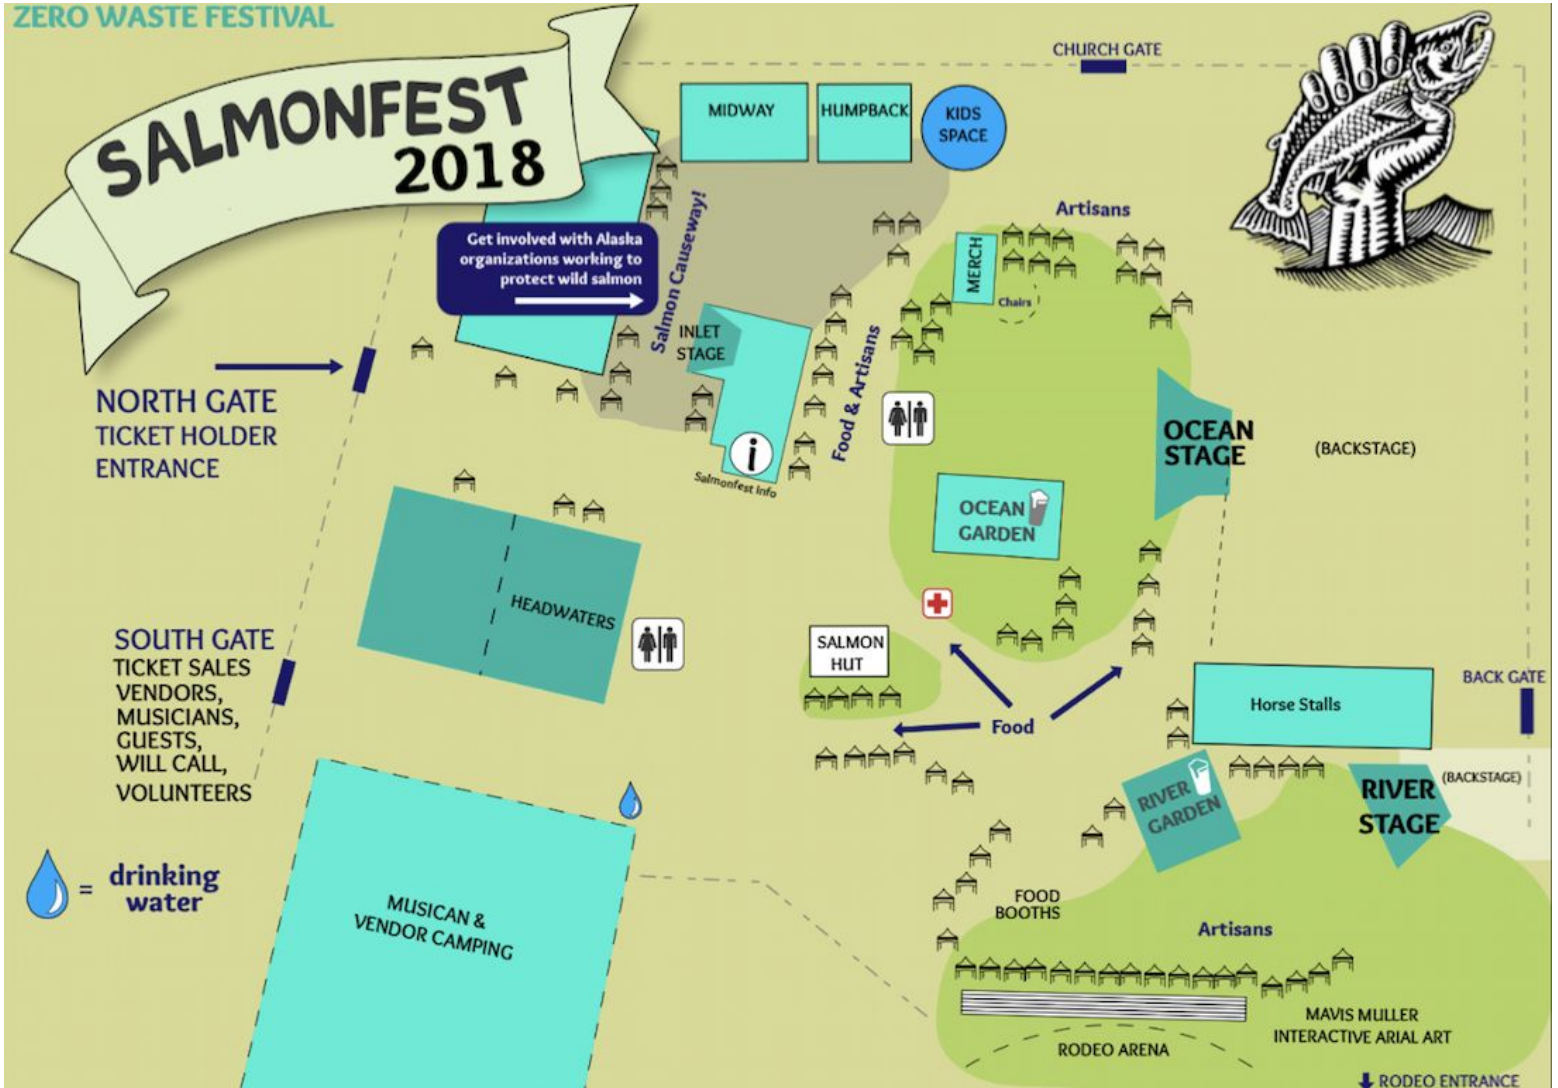 ZERO WASTE FESTIVAL
SALMONFEST
2018
CHURCH GATE
MIDWAY
HUMPBACK
KIDS
SPACE
Get involved with Alaska
organizations working to
protect wild salmon
Salmon Causeway!
INLET
STAGE
Salmonfest Info
Food & Artisans
MERCH
Chairs
Artisans
NORTH GATE
TICKET HOLDER
ENTRANCE
OCEAN
STAGE
(BACKSTAGE)
OCEAN
GARDEN
HEADWATERS
SOUTH GATE
TICKET SALES
VENDORS,
MUSICIANS,
GUESTS,
WILL CALL,
VOLUNTEERS
SALMON
HUT
Food
Horse Stalls
BACK GATE
RIVER
GARDEN
RIVER
STAGE
(BACKSTAGE)
= drinking
water
MUSICAN &
VENDOR CAMPING
FOOD
BOOTHS
Artisans
MAVIS MULLER
INTERACTIVE ARIAL ART
RODEO ARENA
RODEO ENTRANCE